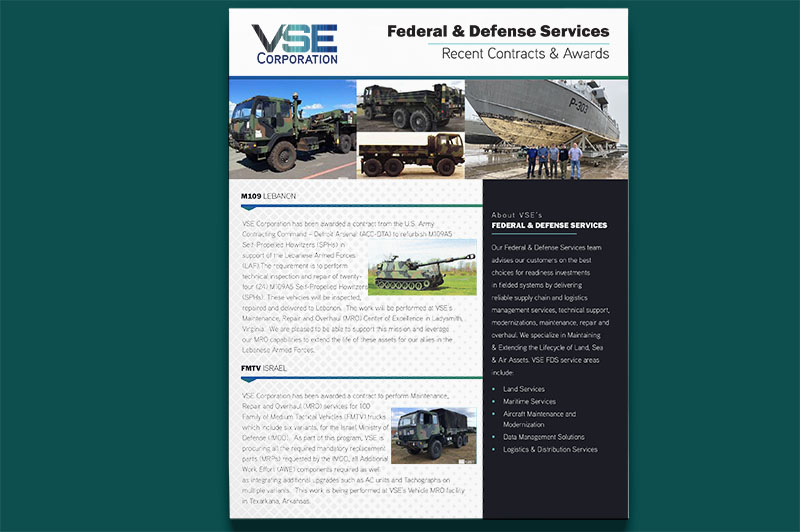 VSE
CORPORATION
Federal & Defense Services
Recent Contracts & Awards
P-303
M109 LEBANON
VSE Corporation has been awarded a contract from the U.S. Army
Contracting Command – Detroit Arsenal (ACC-DTA) to refurbish M109A5
Self-Propelled Howitzers (SPHs) in
support of the Lebanese Armed Forces
(LAF).The requirement is to perform
technical inspection and repair of twenty-
four (24) M109A5 Self-Propelled Howitzers
(SPHs). These vehicles will be inspected,
repaired and delivered to Lebanon. The work will be performed at VSE's
Maintenance, Repair and Overhaul (MRO) Center of Excellence in Ladysmith,
Virginia. We are pleased to be able to support this mission and leverage
our MRO capabilities to extend the life of these assets for our allies in the
Lebanese Armed Forces.
FMTV ISRAEL
VSE Corporation has been awarded a contract to perform Maintenance,
Repair and Overhaul (MRO) services for 100
Family of Medium Tactical Vehicles (FMTV) trucks
which include six variants, for the Israel Ministry of
Defense (IMOD). As part of this program, VSE is
procuring all the required mandatory replacement
parts (MRPs) requested by the IMOD, all Additional
Work Effort (AWE) components required as well
as integrating additional upgrades such as AC units and Tachographs on
multiple variants. This work is being performed at VSE's Vehicle MRO facility
in Texarkana, Arkansas.
About VSE's
FEDERAL & DEFENSE SERVICES
Our Federal & Defense Services team
advises our customers on the best
choices for readiness investments
in fielded systems by delivering
reliable supply chain and logistics
management services, technical support,
modernizations, maintenance, repair and
overhaul. We specialize in Maintaining
& Extending the Lifecycle of Land, Sea
& Air Assets. VSE FDS service areas
include:
• Land Services
• Maritime Services
• Aircraft Maintenance and
Modernization
• Data Management Solutions
• Logistics & Distribution Services